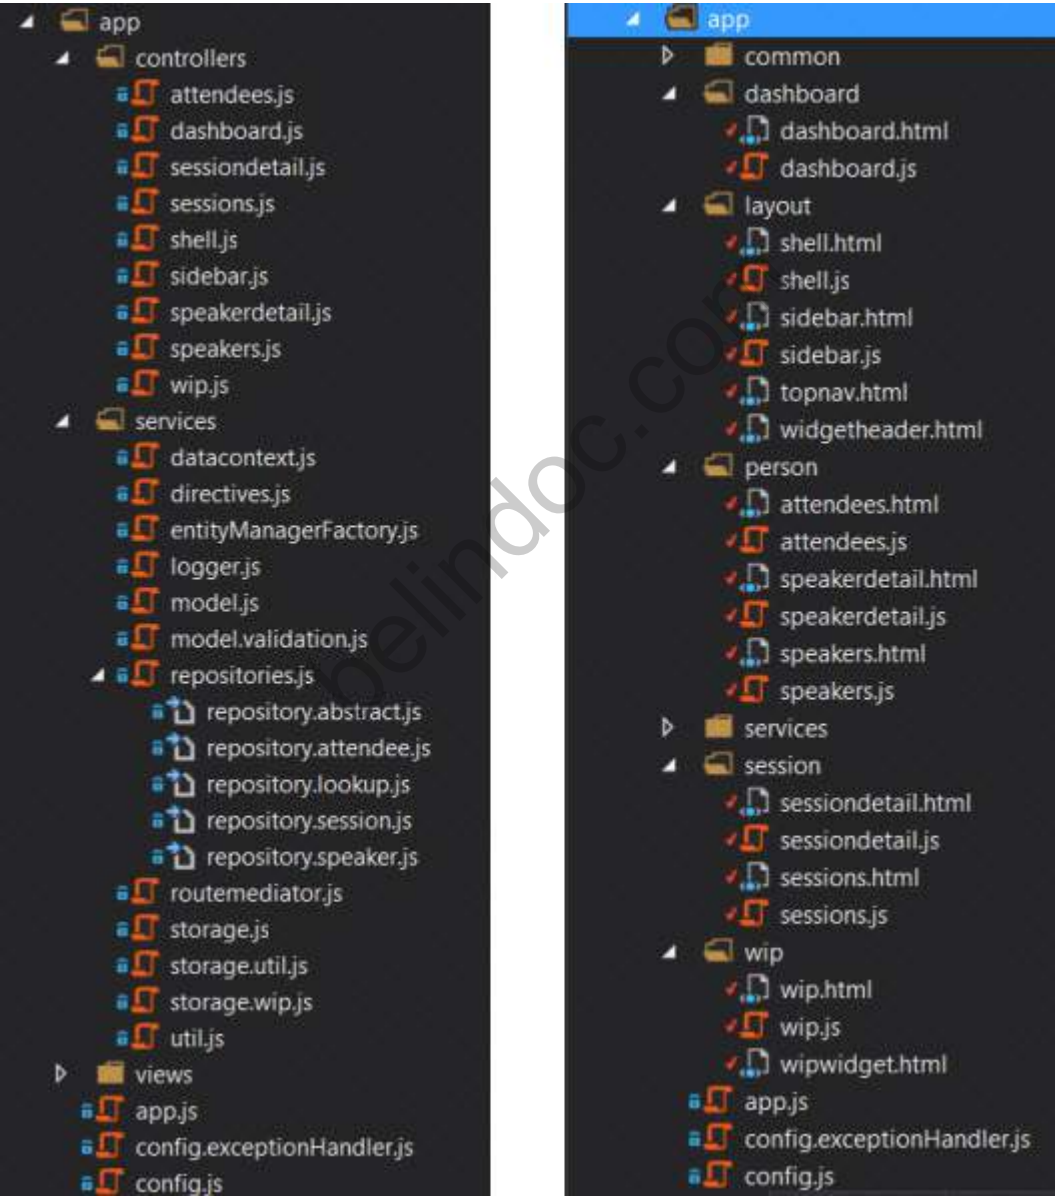 app
controllers
attendees.js
dashboard.js
sessiondetail.js
sessions.js
shell.js
sidebar.js
speakerdetail.js
speakers.js
wip.js
services
datacontext.js
directives.js
entityManagerFactory.js
logger.js
model.js
model.validation.js
repositories.js
repository.abstract.js
repository.attendee.js
repository.lookup.js
repository.session.js
repository.speaker.js
routemediator.js
storage.js
storage.util.js
storage.wip.js
util.js
views
app.js
config.exceptionHandler.js
config.js
app
common
dashboard
dashboard.html
dashboard.js
layout
shell.html
shell.js
sidebar.html
sidebar.js
topnav.html
widgetheader.html
person
attendees.html
attendees.js
speakerdetail.html
speakerdetail.js
speakers.html
speakers.js
services
session
sessiondetail.html
sessiondetail.js
sessions.html
sessions.js
wip
wip.html
wip.js
wipwidget.html
app.js
config.exceptionHandler.js
config.js
belindoc.com